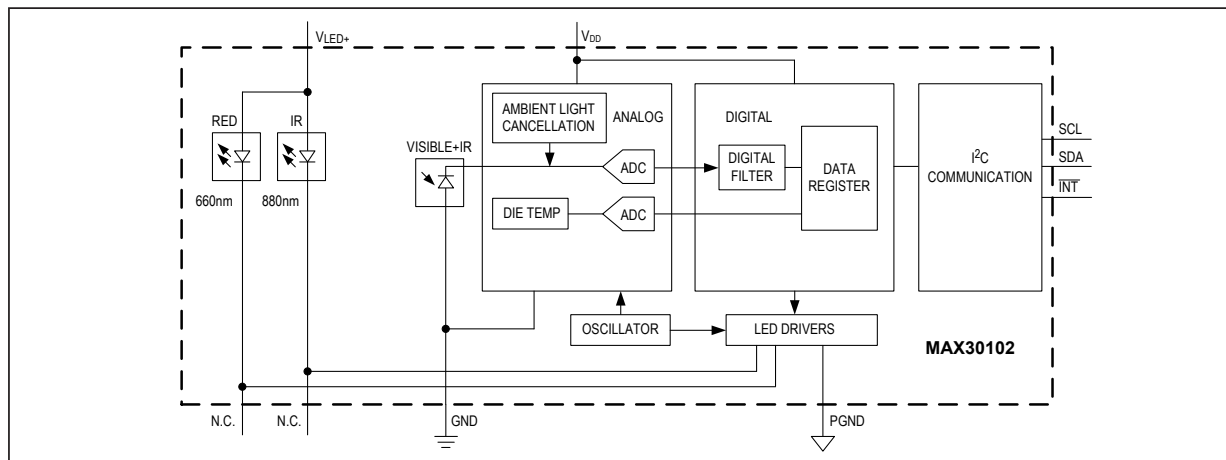 VLED+
VDD
RED
IR
660nm
880nm
VISIBLE+IR
AMBIENT LIGHT
CANCELLATION
ANALOG
ADC
DIE TEMP
ADC
DIGITAL
DIGITAL
FILTER
DATA
REGISTER
I²C
COMMUNICATION
SCL
SDA
INT
OSCILLATOR
LED DRIVERS
MAX30102
N.C.
N.C.
GND
PGND